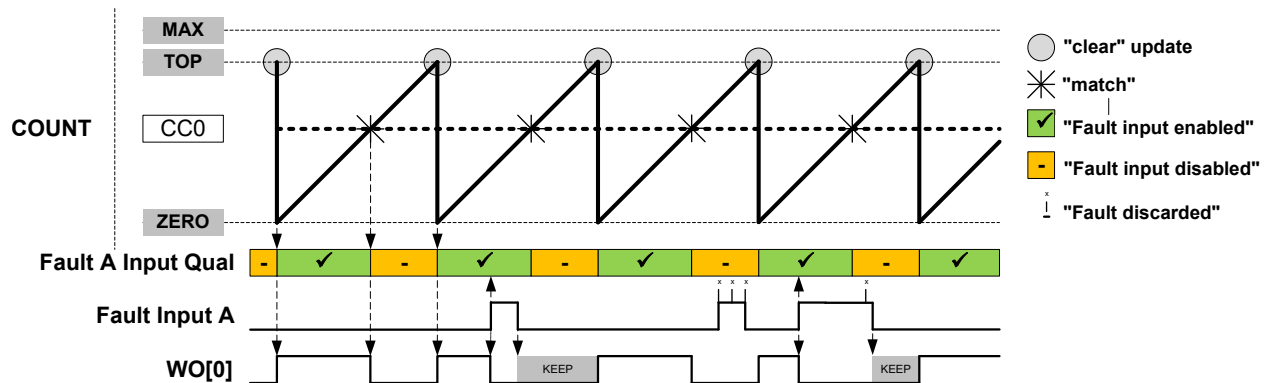 MAX
"clear" update
TOP
"match"
COUNT
CC0
"Fault input enabled"
✓
- "Fault input disabled"
x
"Fault discarded"
ZERO
Fault A Input Qual
- ✓ - ✓ - ✓ - ✓ - ✓
x x x x
Fault Input A
WO[0]
KEEP KEEP